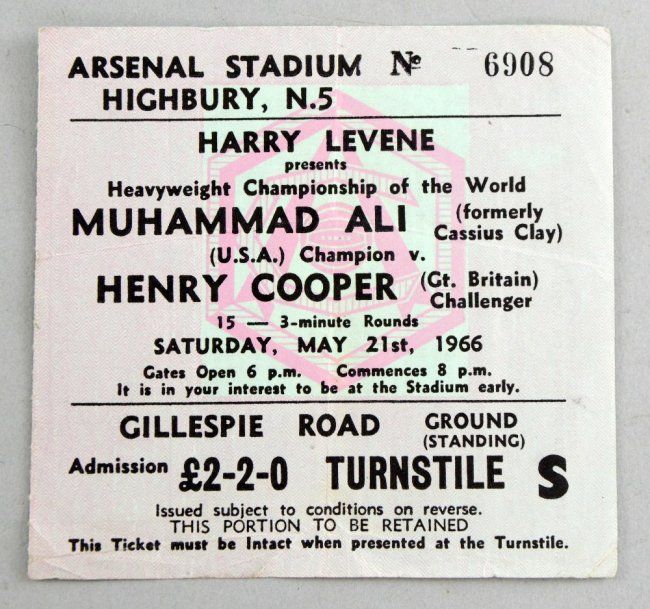 ARSENAL STADIUM № 6908
HIGHBURY, N.5
HARRY LEVENE
presents
Heavyweight Championship of the World
MUHAMMAD ALI (formerly Cassius Clay)
(U.S.A.) Champion v.
HENRY COOPER (Gt. Britain) Challenger
15 — 3-minute Rounds
SATURDAY, MAY 21st, 1966
Gates Open 6 p.m. Commences 8 p.m.
It is in your interest to be at the Stadium early.
GILLESPIE ROAD GROUND (STANDING)
Admission £2-2-0 TURNSTILE S
Issued subject to conditions on reverse.
THIS PORTION TO BE RETAINED
This Ticket must be Intact when presented at the Turnstile.